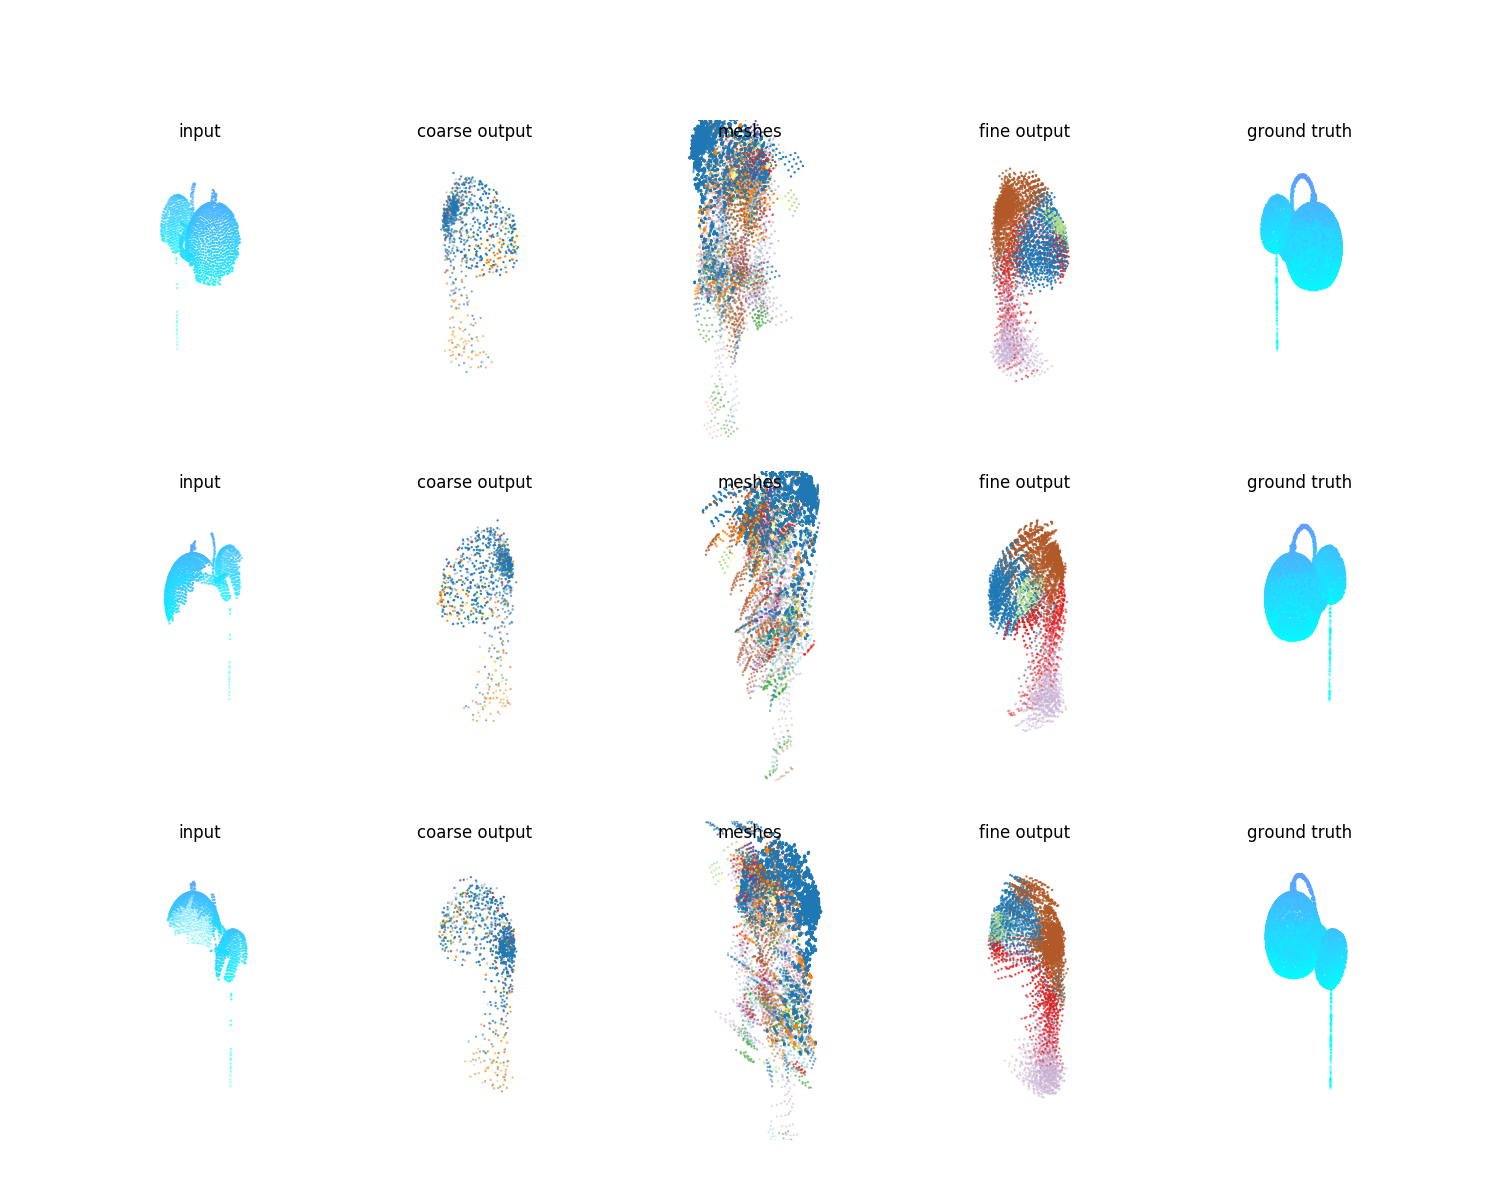 input
coarse output
meshes
fine output
ground truth
input
coarse output
meshes
fine output
ground truth
input
coarse output
meshes
fine output
ground truth